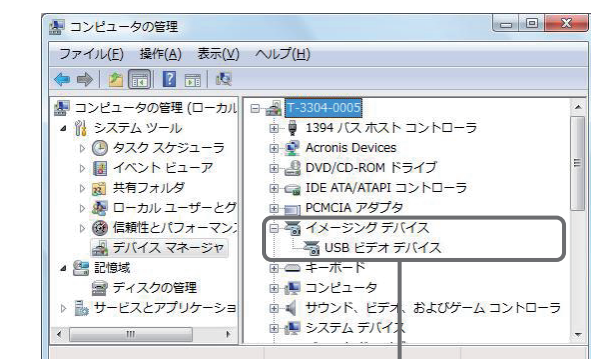 コンピュータの管理
ファイル(F) 操作(A) 表示(V) ヘルプ(H)
コンピュータの管理 (ローカル
システム ツール
タスク スケジューラ
イベント ビューア
共有フォルダ
ローカル ユーザーとグ
信頼性とパフォーマン
デバイス マネージャ
記憶域
ディスクの管理
サービスとアプリケーショ
T-3304-0005
1394 バス ホスト コントローラ
Acronis Devices
DVD/CD-ROM ドライブ
IDE ATA/ATAPI コントローラ
PCMCIA アダプタ
イメージング デバイス
USB ビデオ デバイス
キーボード
コンピュータ
サウンド、ビデオ、およびゲーム コントローラ
システム デバイス